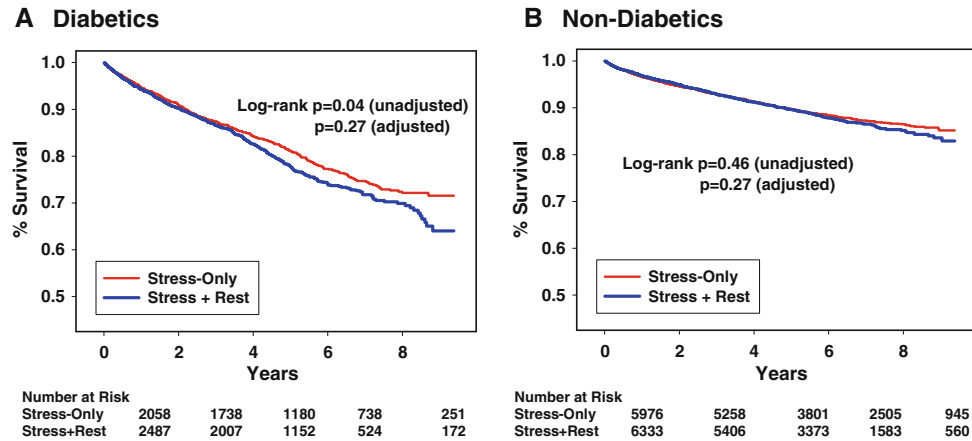 A Diabetics
% Survival
1.0
0.9
0.8
0.7
0.6
0.5
Log-rank p=0.04 (unadjusted)
p=0.27 (adjusted)
Stress-Only
Stress + Rest
0 2 4 6 8
Years
Number at Risk
Stress-Only 2058 1738 1180 738 251
Stress+Rest 2487 2007 1152 524 172
B Non-Diabetics
% Survival
1.0
0.9
0.8
0.7
0.6
0.5
Log-rank p=0.46 (unadjusted)
p=0.27 (adjusted)
Stress-Only
Stress + Rest
0 2 4 6 8
Years
Number at Risk
Stress-Only 5976 5258 3801 2505 945
Stress+Rest 6333 5406 3373 1583 560